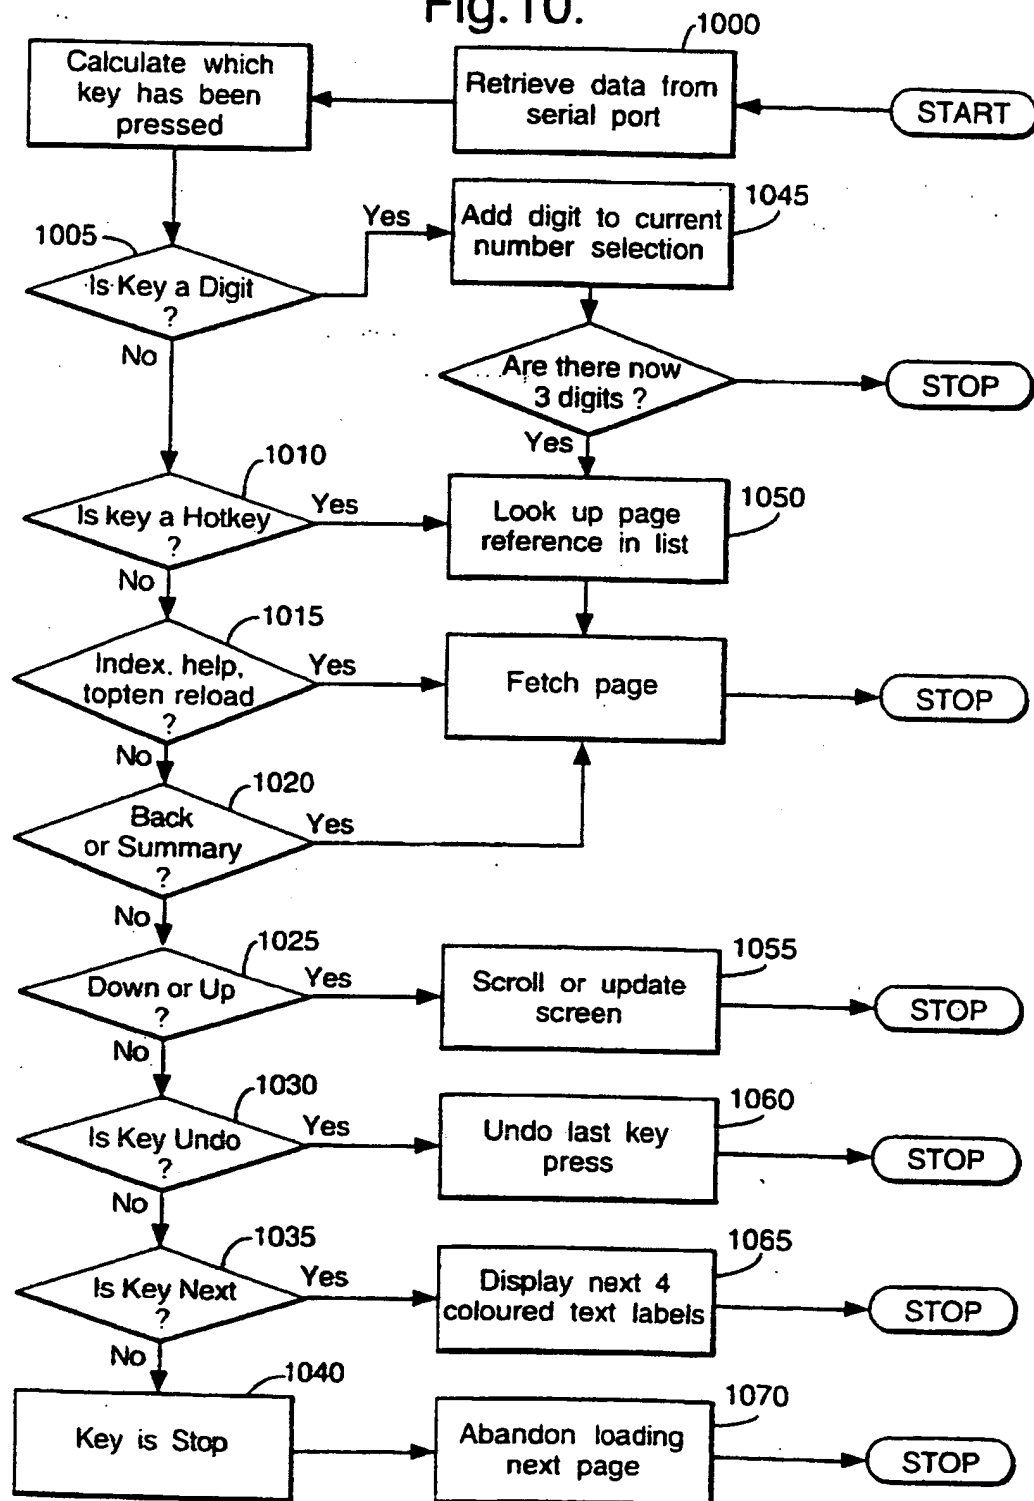 Fig.10.
1000
Calculate which
key has been
pressed
Retrieve data from
serial port
START
1005
Is Key a Digit
?
Yes
Add digit to current
number selection
1045
No
Are there now
3 digits ?
STOP
Yes
1010
Is key a Hotkey
?
Yes
Look up page
reference in list
1050
No
1015
Index. help,
topten reload
?
Yes
Fetch page
STOP
No
1020
Back
or Summary
?
Yes
No
1025
Down or Up
?
Yes
Scroll or update
screen
1055
STOP
No
1030
Is Key Undo
?
Yes
Undo last key
press
1060
STOP
No
1035
Is Key Next
?
Yes
Display next 4
coloured text labels
1065
STOP
No
1040
Key is Stop
Abandon loading
next page
1070
STOP